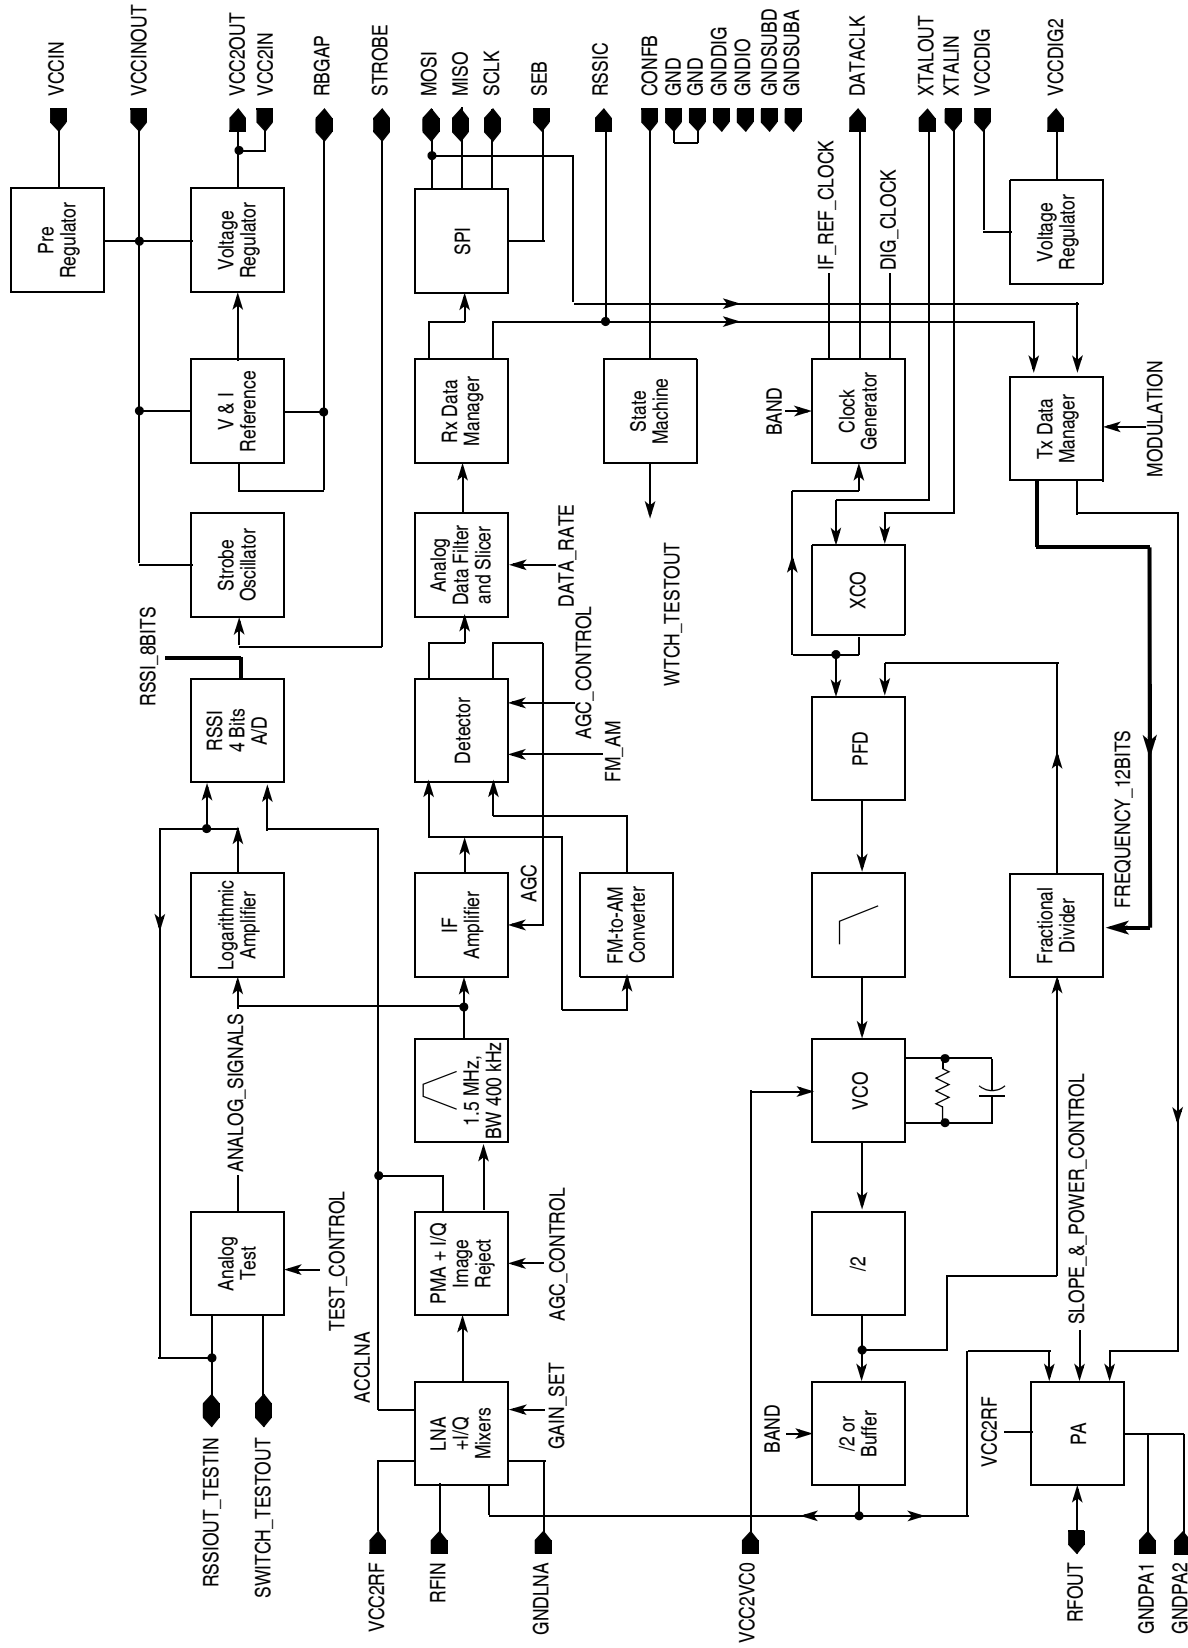 VCCIN
VCCINOUT
VCC2OUT
VCC2IN
RBGAP
STROBE
MOSI
MISO
SCLK
SEB
RSSIC
CONFB
GND
GND
GNDDIG
GNDIO
GNDSUBD
GNDSUBA
DATACLK
XTALOUT
XTALIN
VCCDIG
VCCDIG2
Pre
Regulator
Voltage
Regulator
SPI
IF_REF_CLOCK
DIG_CLOCK
Voltage
Regulator
V & I
Reference
Rx Data
Manager
State
Machine
BAND
Clock
Generator
Tx Data
Manager
MODULATION
Strobe
Oscillator
Analog
Data Filter
and Slicer
DATA_RATE
WTCH_TESTOUT
XCO
RSSI_8BITS
RSSI
4 Bits
A/D
Detector
AGC_CONTROL
FM_AM
PFD
FREQUENCY_12BITS
Logarithmic
Amplifier
IF
Amplifier
AGC
FM-to-AM
Converter
Fractional
Divider
ANALOG_SIGNALS
1.5 MHz,
BW 400 kHz
VCO
Analog
Test
TEST_CONTROL
PMA + I/Q
Image
Reject
AGC_CONTROL
/2
SLOPE_&_POWER_CONTROL
ACCLNA
LNA
+I/Q
Mixers
GAIN_SET
BAND
/2 or
Buffer
VCC2RF
PA
RSSIOUT_TESTIN
SWITCH_TESTOUT
VCC2RF
RFIN
GNDLNA
VCC2VC0
RFOUT
GNDPA1
GNDPA2